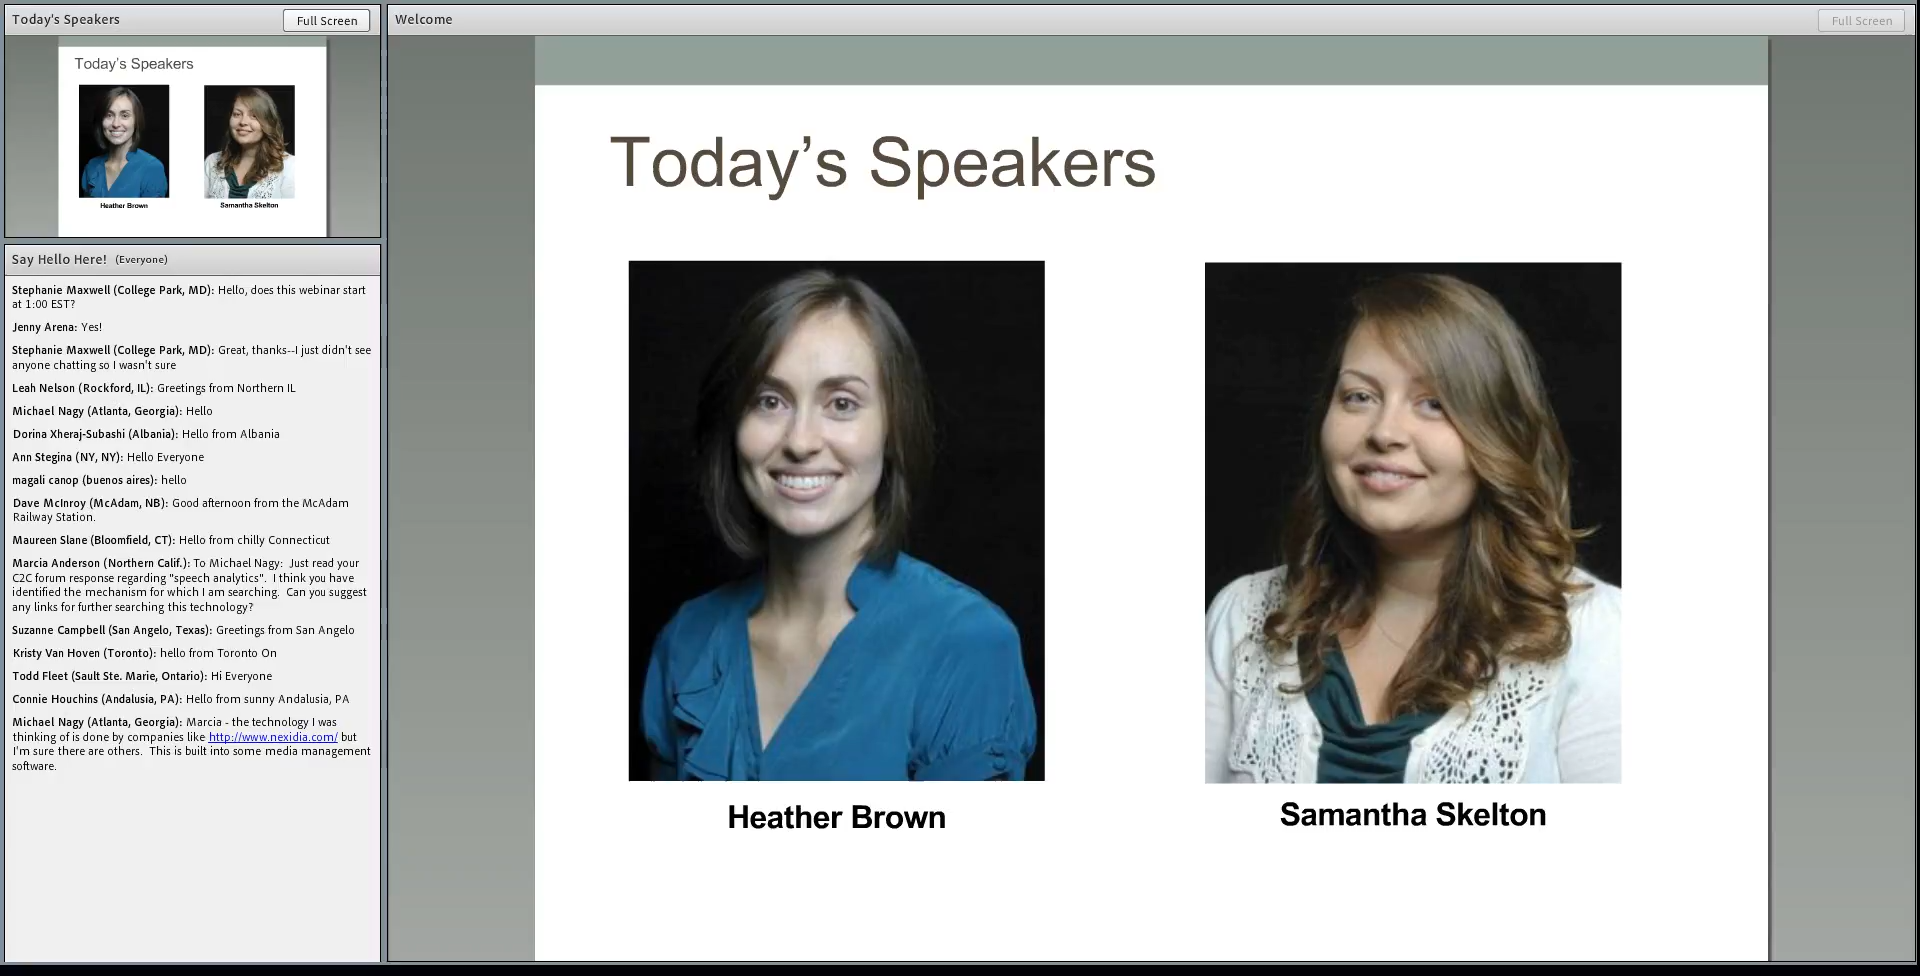 Today's Speakers
Full Screen
Today's Speakers
Heather Brown
Samantha Skelton
Say Hello Here! (Everyone)
Stephanie Maxwell (College Park, MD): Hello, does this webinar start
at 1:00 EST?
Jenny Arena: Yes!
Stephanie Maxwell (College Park, MD): Great, thanks--I just didn't see
anyone chatting so I wasn't sure
Leah Nelson (Rockford, IL): Greetings from Northern IL
Michael Nagy (Atlanta, Georgia): Hello
Dorina Xheraj-Subashi (Albania): Hello from Albania
Ann Stegina (NY, NY): Hello Everyone
magali canop (buenos aires): hello
Dave McInroy (McAdam, NB): Good afternoon from the McAdam
Railway Station.
Maureen Slane (Bloomfield, CT): Hello from chilly Connecticut
Marcia Anderson (Northern Calif.): To Michael Nagy: Just read your
C2C forum response regarding "speech analytics". I think you have
identified the mechanism for which I am searching. Can you suggest
any links for further searching this technology?
Suzanne Campbell (San Angelo, Texas): Greetings from San Angelo
Kristy Van Hoven (Toronto): hello from Toronto On
Todd Fleet (Sault Ste. Marie, Ontario): Hi Everyone
Connie Houchins (Andalusia, PA): Hello from sunny Andalusia, PA
Michael Nagy (Atlanta, Georgia): Marcia - the technology I was
thinking of is done by companies like http://www.nexidia.com/ but
I'm sure there are others. This is built into some media management
software.
Welcome
Full Screen
Today's Speakers
Heather Brown
Samantha Skelton